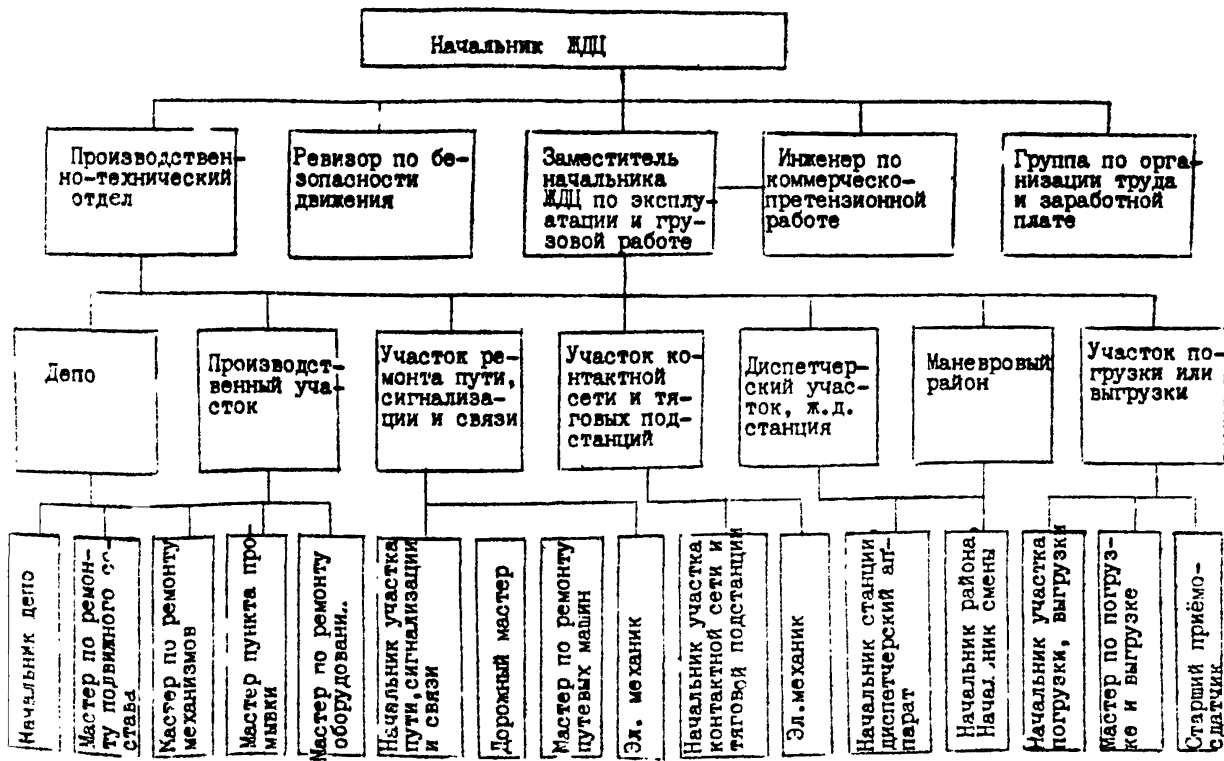 Начальник ЖДЦ
Производствен-
но-технический
отдел
Ревизор по бе-
зопасности
движения
Заместитель
начальника
ЖДЦ по эксплу-
атации и гру-
зовой работе
Инженер по
коммерческо-
претензионной
работе
Группа по орга-
низации труда
и заработной
плате
Депо
Производст-
венный уча-
сток
Участок ре-
монта пути,
сигнализа-
ции и связи
Участок ко-
нтактной
сети и тя-
говых под-
станций
Диспетчер-
ский учас-
ток, ж.д.
станция
Маневровый
район
Участок по-
грузки или
выгрузки
Начальник депо
Мастер по ремон-
ту подвижного со-
става
Мастер по ремонту
механизмов
Мастер пункта про-
мывки
Мастер по ремонту
Начальник участка
пути, сигнализации
и связи
Дорожный мастер
Мастер по ремонту
путевых машин
Эл. механик
Начальник участка
контактной сети и
тяговой подстанции
Эл.механик
Начальник станции
диспетчерский ап-
парат
Начальник района
Начальник смены
Начальник участка
погрузки, выгрузки
Мастер по погруз-
ке и выгрузке
Старший приёмо-
сдатчик